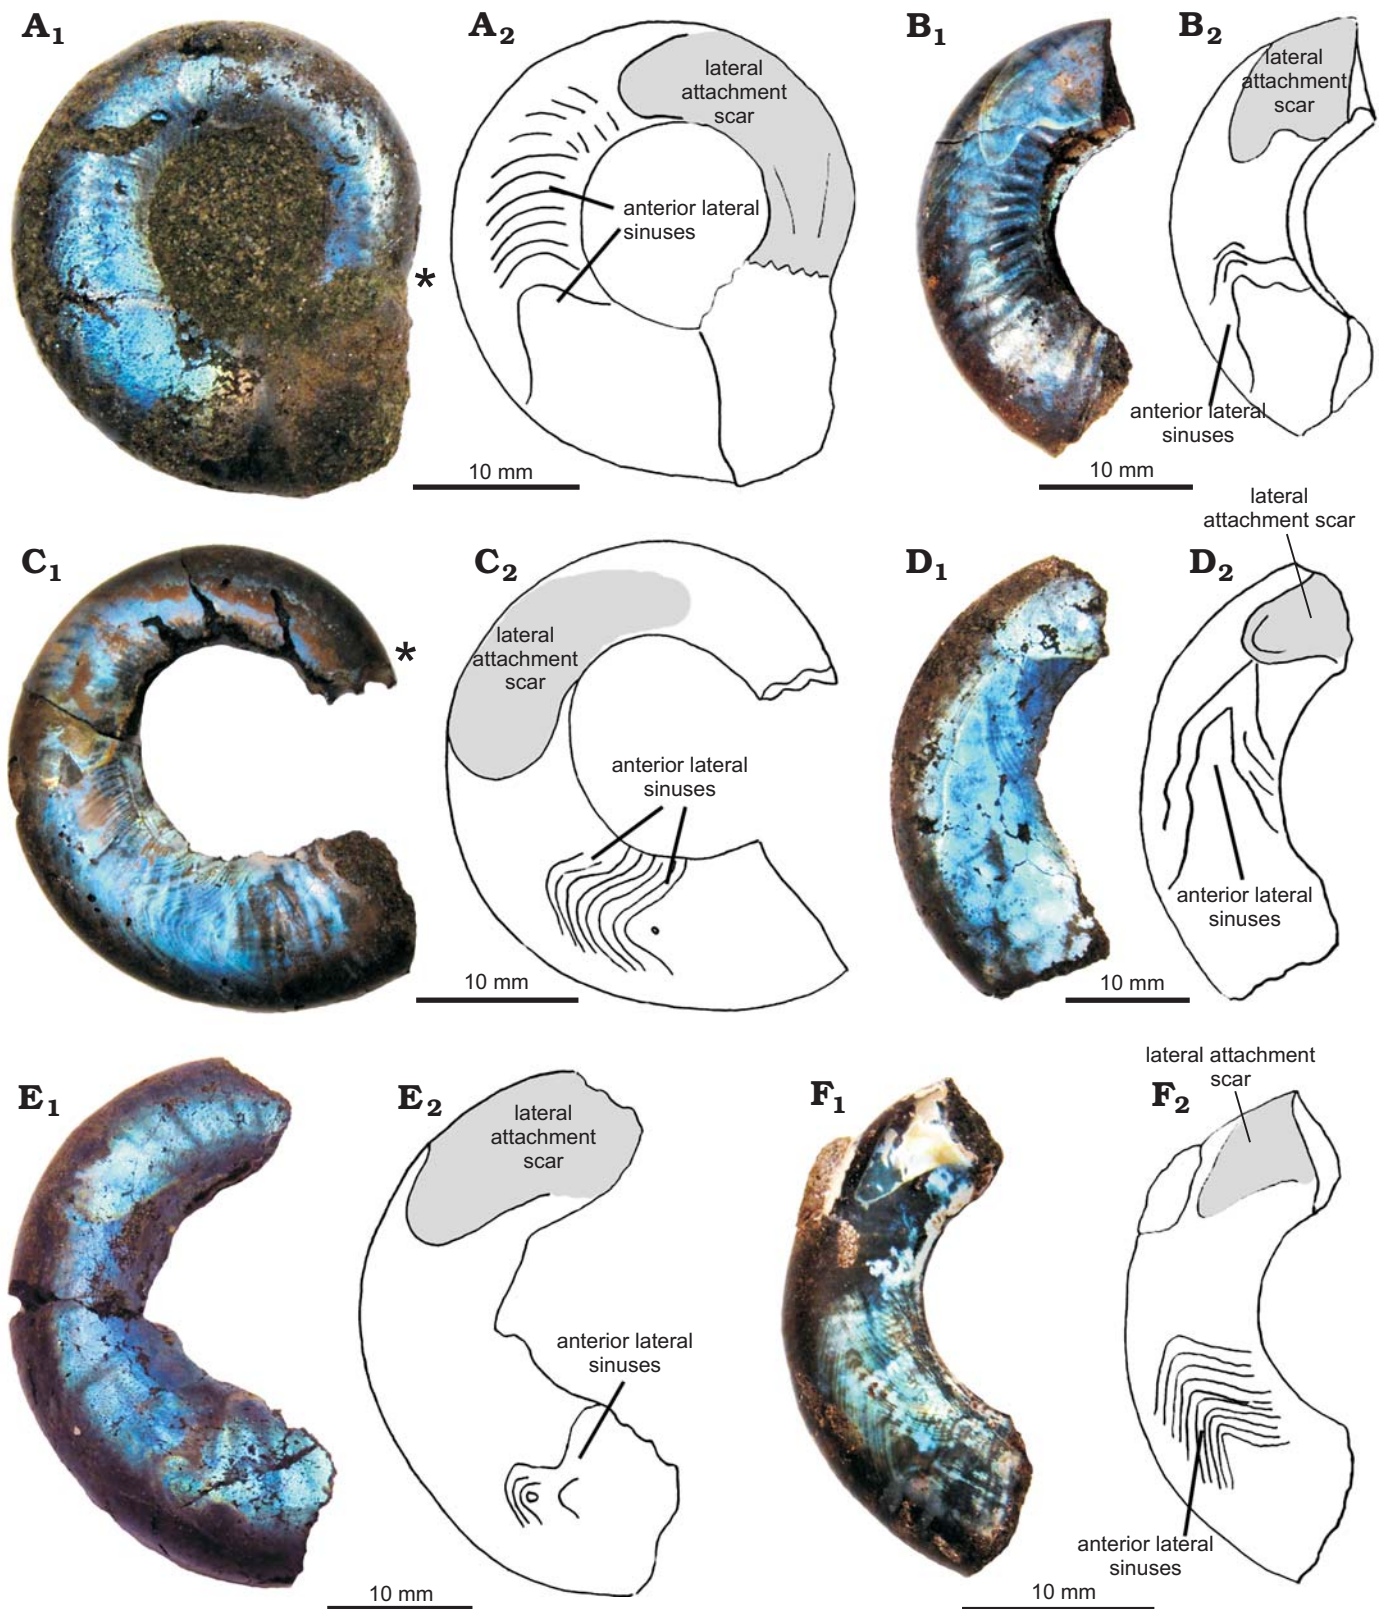 A1
A2
lateral
attachment
scar
anterior lateral
sinuses
*
10 mm
B1
B2
lateral
attachment
scar
anterior lateral
sinuses
10 mm
C1
C2
lateral
attachment
scar
anterior lateral
sinuses
*
10 mm
D1
D2
lateral
attachment scar
anterior lateral
sinuses
10 mm
E1
E2
lateral
attachment
scar
anterior lateral
sinuses
10 mm
F1
F2
lateral attachment
scar
anterior lateral
sinuses
10 mm